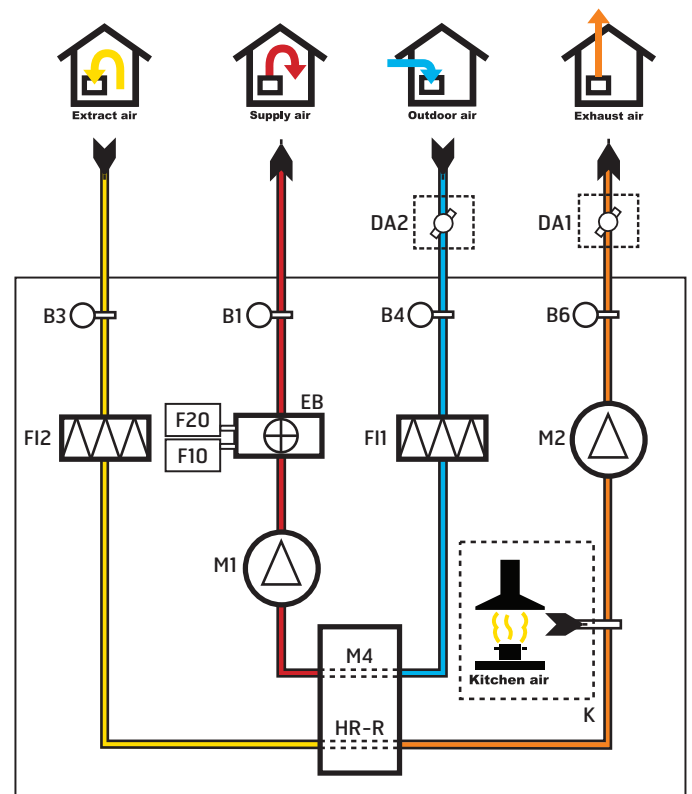 Extract air
Supply air
Outdoor air
Exhaust air
DA2
DA1
B3
B1
B4
B6
EB
F20
F10
FI2
FI1
M2
M1
M4
HR-R
Kitchen air
K